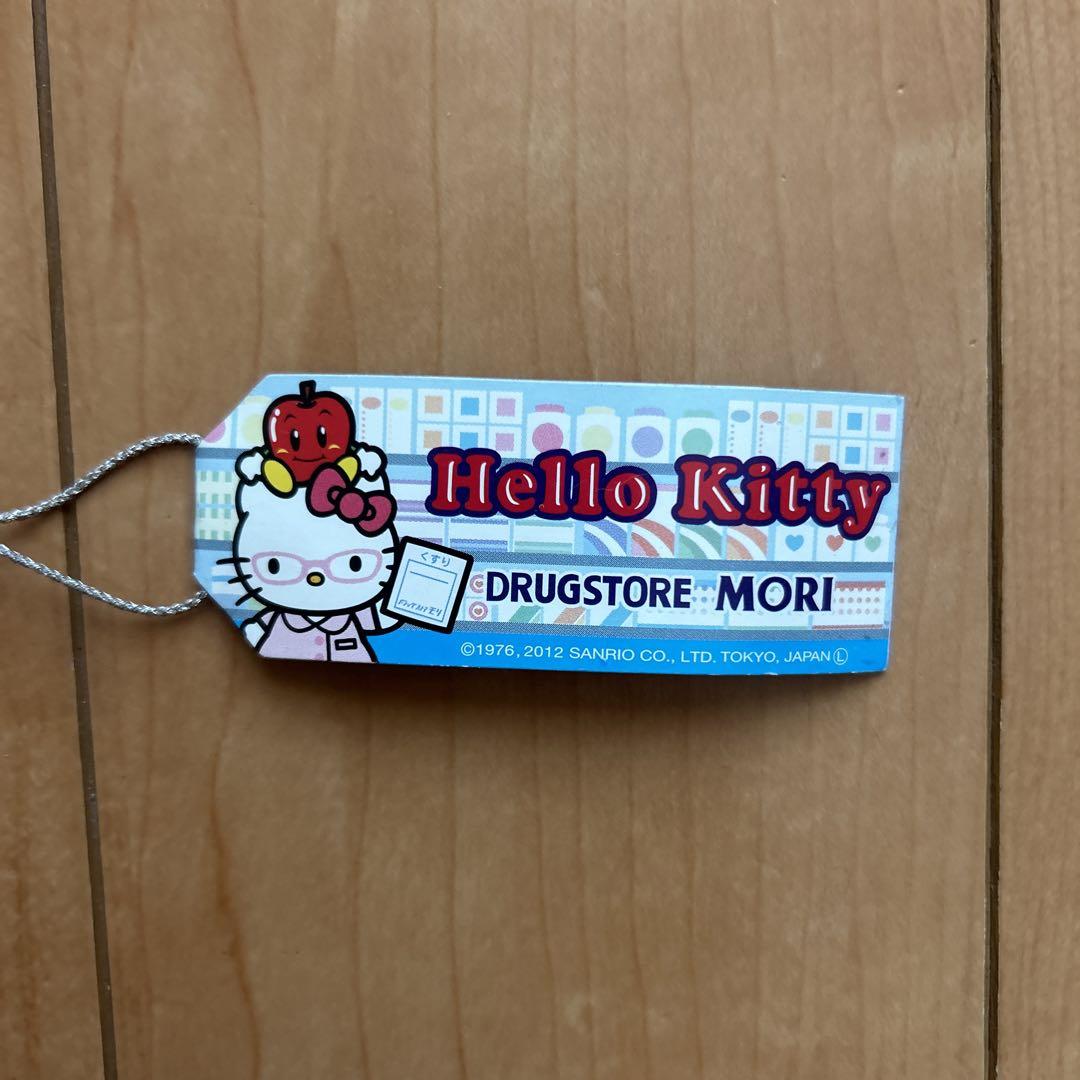 Hello Kitty
くすり
DRUGSTORE MORI
©1976, 2012 SANRIO CO., LTD. TOKYO, JAPAN Ⓛ